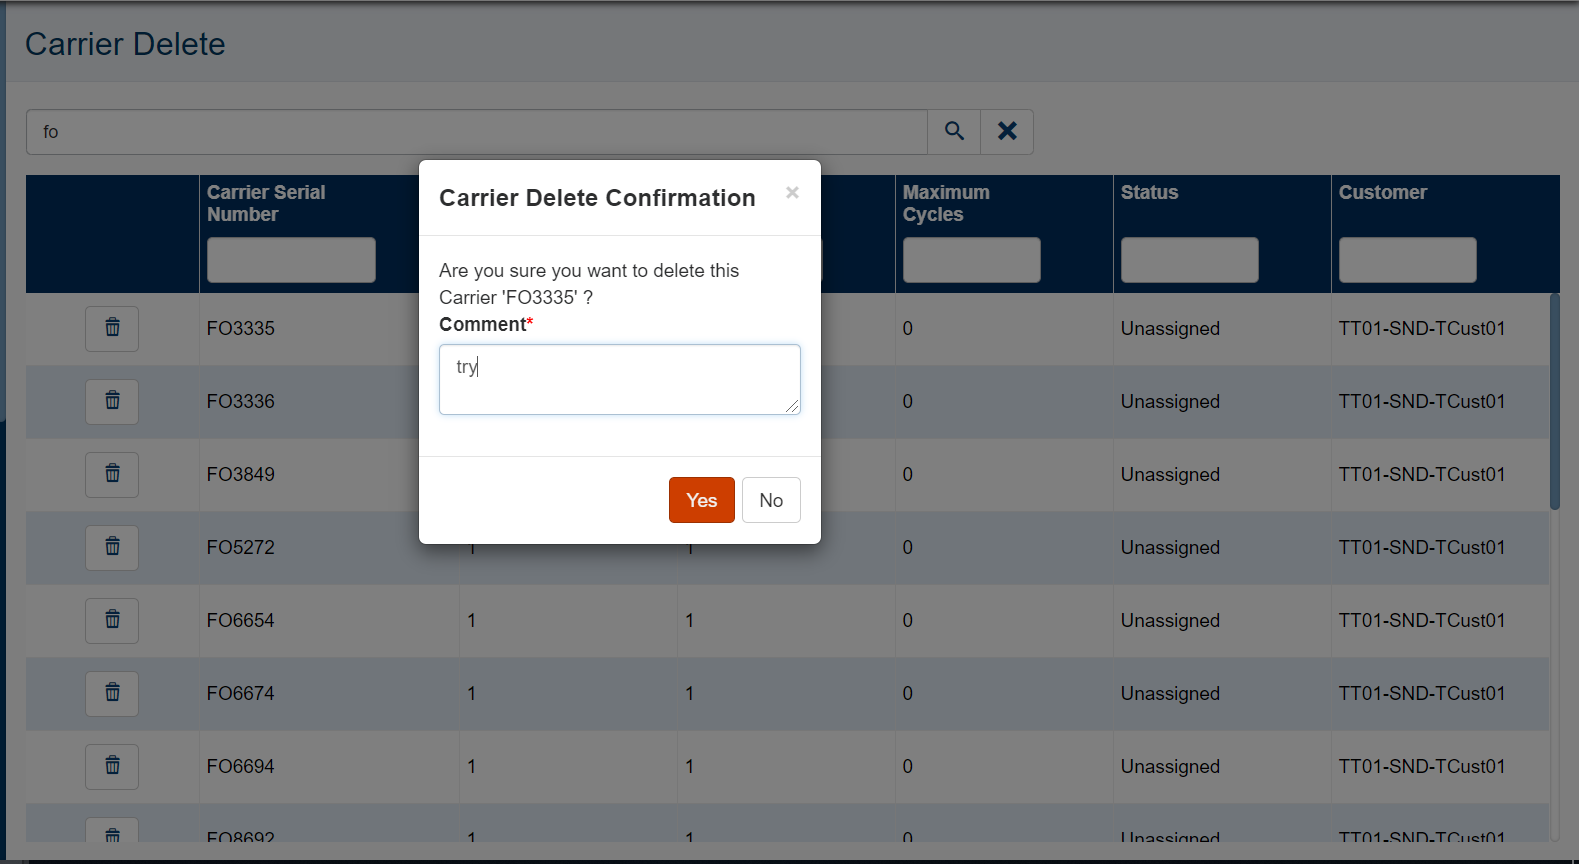 Carrier Delete
fo
Carrier Serial Number
Maximum Cycles
Status
Customer
Carrier Delete Confirmation
×
Are you sure you want to delete this
Carrier 'FO3335' ?
Comment*
try
Yes
No
FO3335 0 Unassigned TT01-SND-TCust01
FO3336 0 Unassigned TT01-SND-TCust01
FO3849 0 Unassigned TT01-SND-TCust01
FO5272 1 1 0 Unassigned TT01-SND-TCust01
FO6654 1 1 0 Unassigned TT01-SND-TCust01
FO6674 1 1 0 Unassigned TT01-SND-TCust01
FO6694 1 1 0 Unassigned TT01-SND-TCust01
FO8692 1 1 0 Unassigned TT01-SND-TCust01